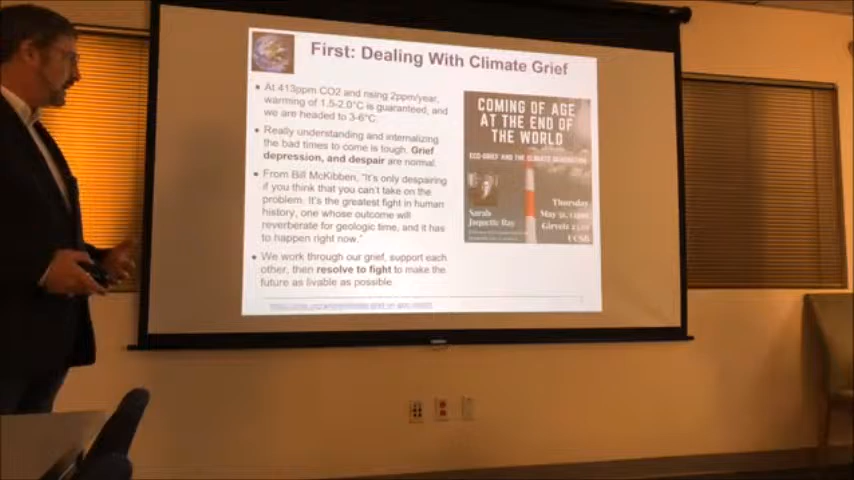 First: Dealing With Climate Grief
At 413ppm CO2 and rising 2ppm/year,
warming of 1.5-2.0°C is guaranteed, and
we are headed to 3-6°C.
Really understanding and internalizing
the bad times to come is tough. Grief
depression, and despair are normal.
From Bill McKibben, "It's only despairing
if you think that you can't take on the
problem. It's the greatest fight in human
history, one whose outcome will
reverberate for geologic time, and it has
to happen right now."
We work through our grief, support each
other, then resolve to fight to make the
future as livable as possible
COMING OF AGE
AT THE END OF
THE WORLD
ECO-GRIEF AND THE CLIMATE GENERATION
Sarah
Jaquette Ray
Thursday
May 31,
Girvetz
UCSB